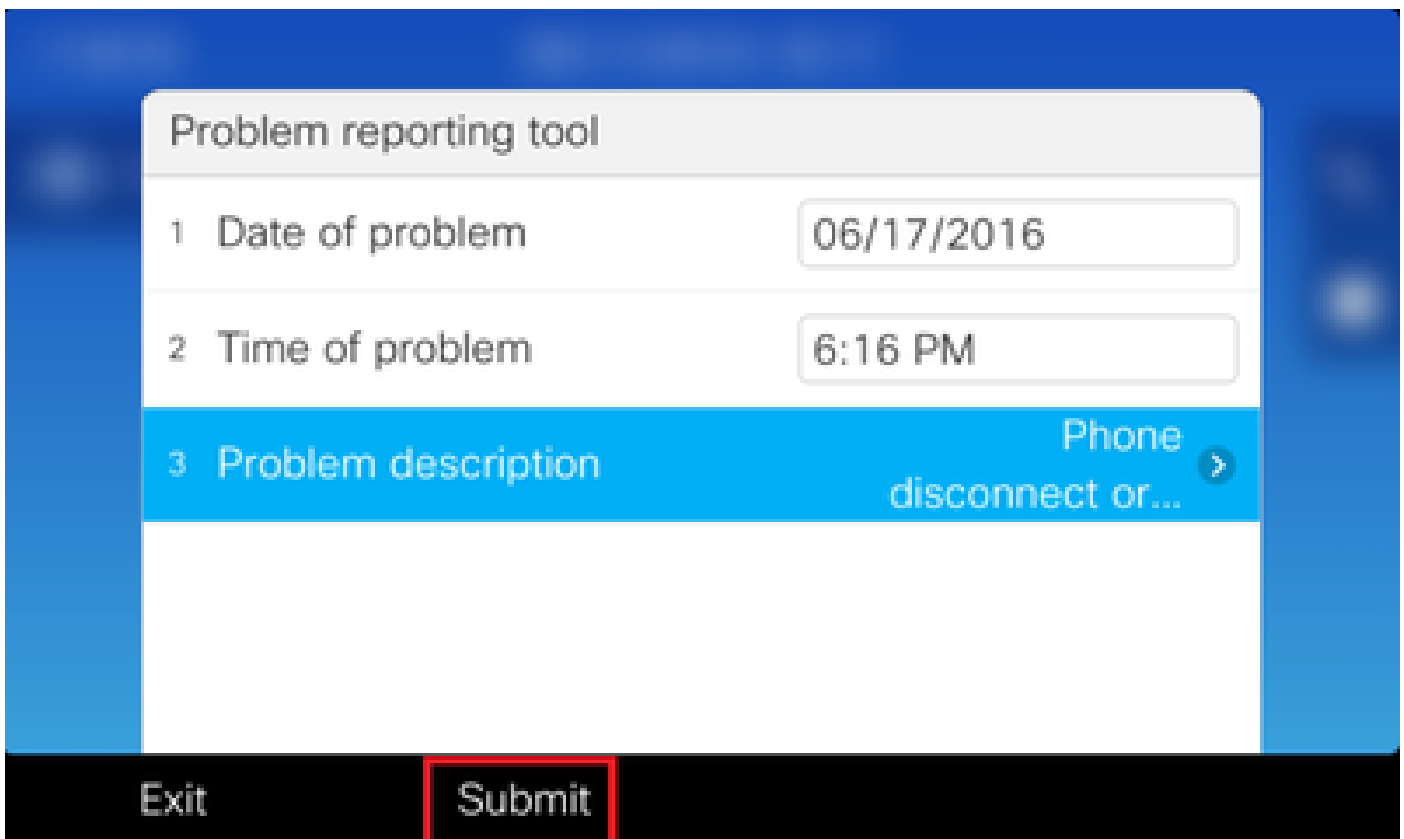 Problem reporting tool
1 Date of problem 06/17/2016
2 Time of problem 6:16 PM
3 Problem description Phone
disconnect or...
Exit Submit